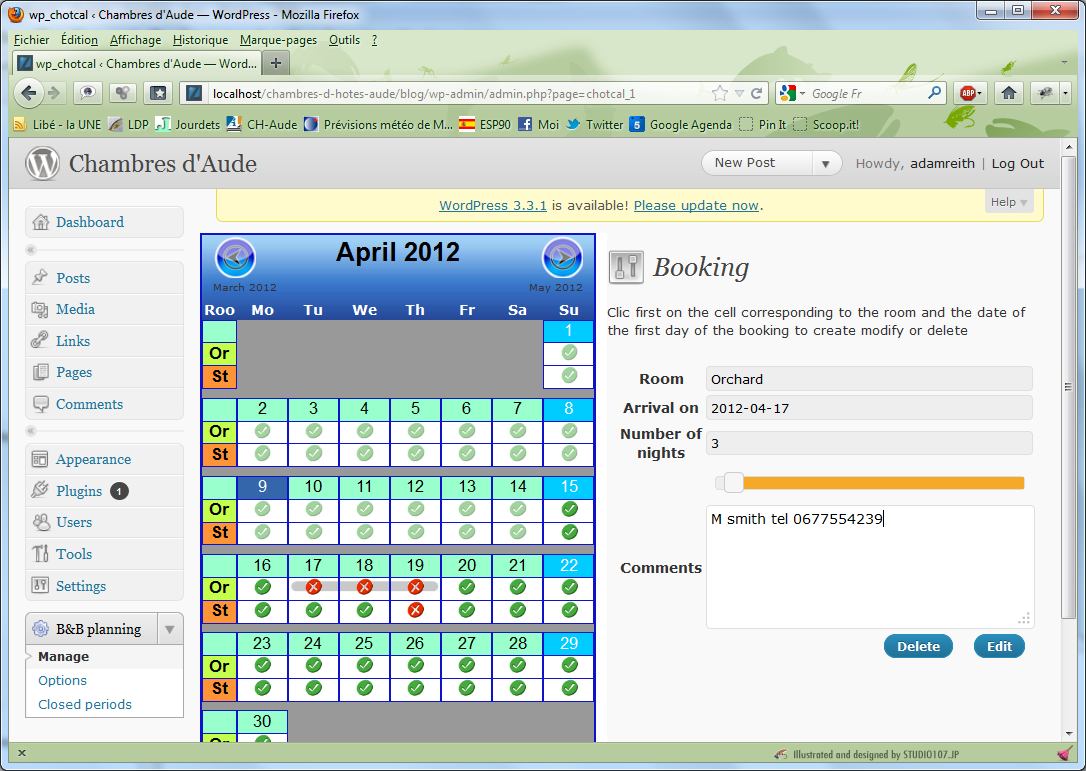 wp_chotcal ‹ Chambres d'Aude — WordPress - Mozilla Firefox
Fichier Édition Affichage Historique Marque-pages Outils ?
wp_chotcal ‹ Chambres d'Aude — Word...
localhost/chambres-d-hotes-aude/blog/wp-admin/admin.php?page=chotcal_1
Google Fr
ABP
Libé - la UNE LDP Jourdets CH-Aude Prévisions météo de M... ESP90 Moi Twitter 5 Google Agenda Pin It Scoop.it!
Chambres d'Aude
New Post
Howdy, adamreith | Log Out
WordPress 3.3.1 is available! Please update now.
Help
Dashboard
Posts
Media
Links
Pages
Comments
Appearance
Plugins 1
Users
Tools
Settings
B&B planning
Manage
Options
Closed periods
April 2012
March 2012 May 2012
Roo Mo Tu We Th Fr Sa Su
1
Or
St
2 3 4 5 6 7 8
Or
St
9 10 11 12 13 14 15
Or
St
16 17 18 19 20 21 22
Or
St
23 24 25 26 27 28 29
Or
St
30
Or
Booking
Clic first on the cell corresponding to the room and the date of
the first day of the booking to create modify or delete
Room Orchard
Arrival on 2012-04-17
Number of
nights 3
Comments
M smith tel 0677554239
Delete Edit
Illustrated and designed by STUDIO107.JP